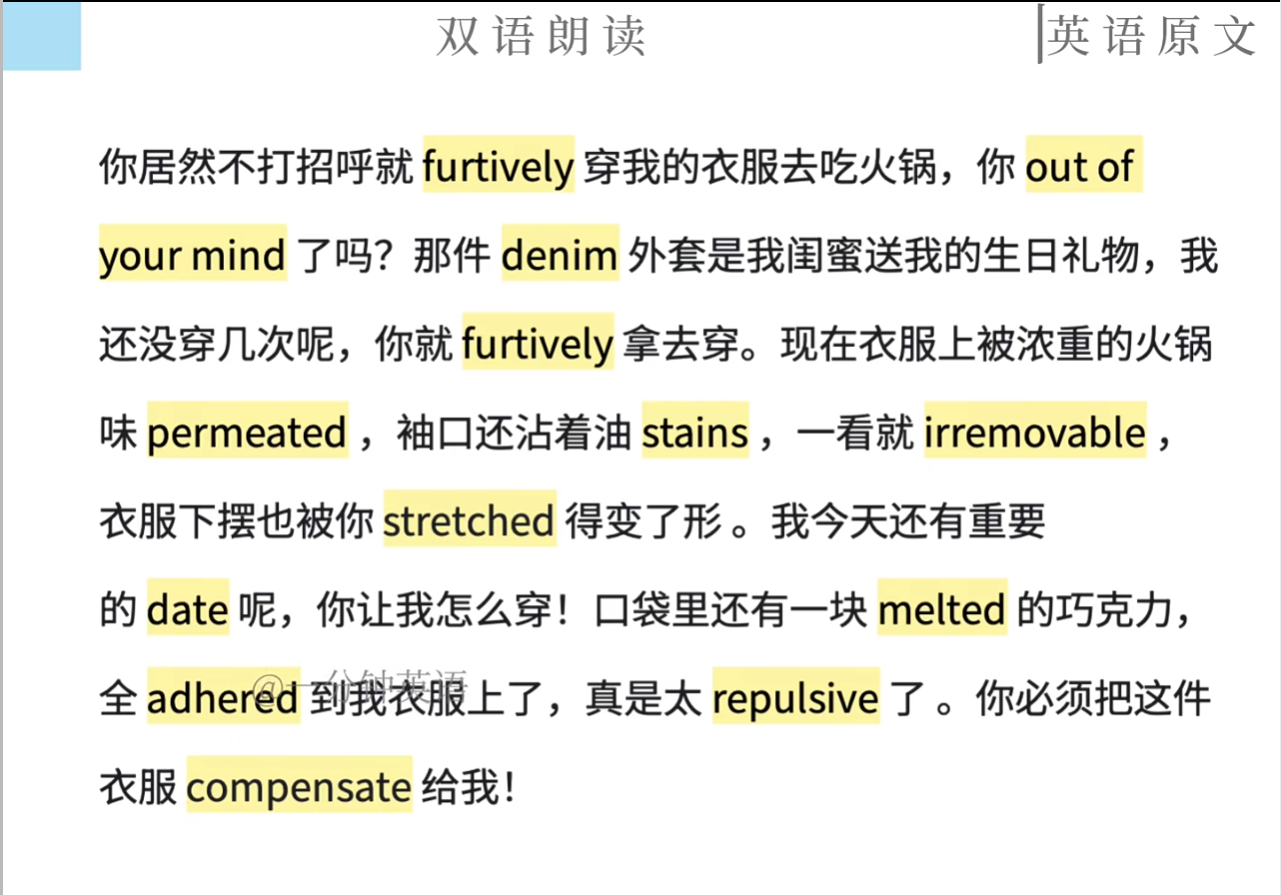 双语朗读
英语原文
你居然不打招呼就 furtively 穿我的衣服去吃火锅，你 out of
your mind 了吗？那件 denim 外套是我闺蜜送我的生日礼物，我
还没穿几次呢，你就 furtively 拿去穿。现在衣服上被浓重的火锅
味 permeated ，袖口还沾着油 stains ，一看就 irremovable ，
衣服下摆也被你 stretched 得变了形 。我今天还有重要
的 date 呢，你让我怎么穿！口袋里还有一块 melted 的巧克力，
全 adhered 到我衣服上了，真是太 repulsive 了 。你必须把这件
@一分钟英语
衣服 compensate 给我！